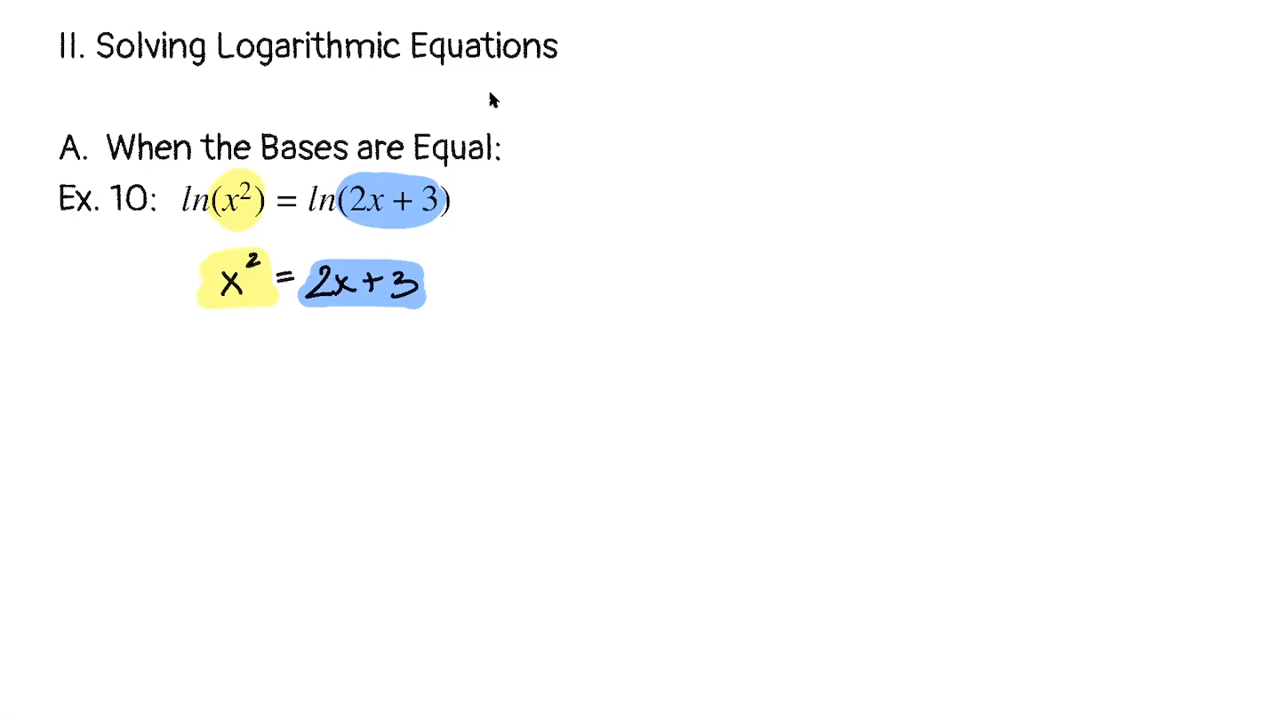 II. Solving Logarithmic Equations
A. When the Bases are Equal:
Ex. 10: ln(x²) = ln(2x + 3)
x² = 2x + 3